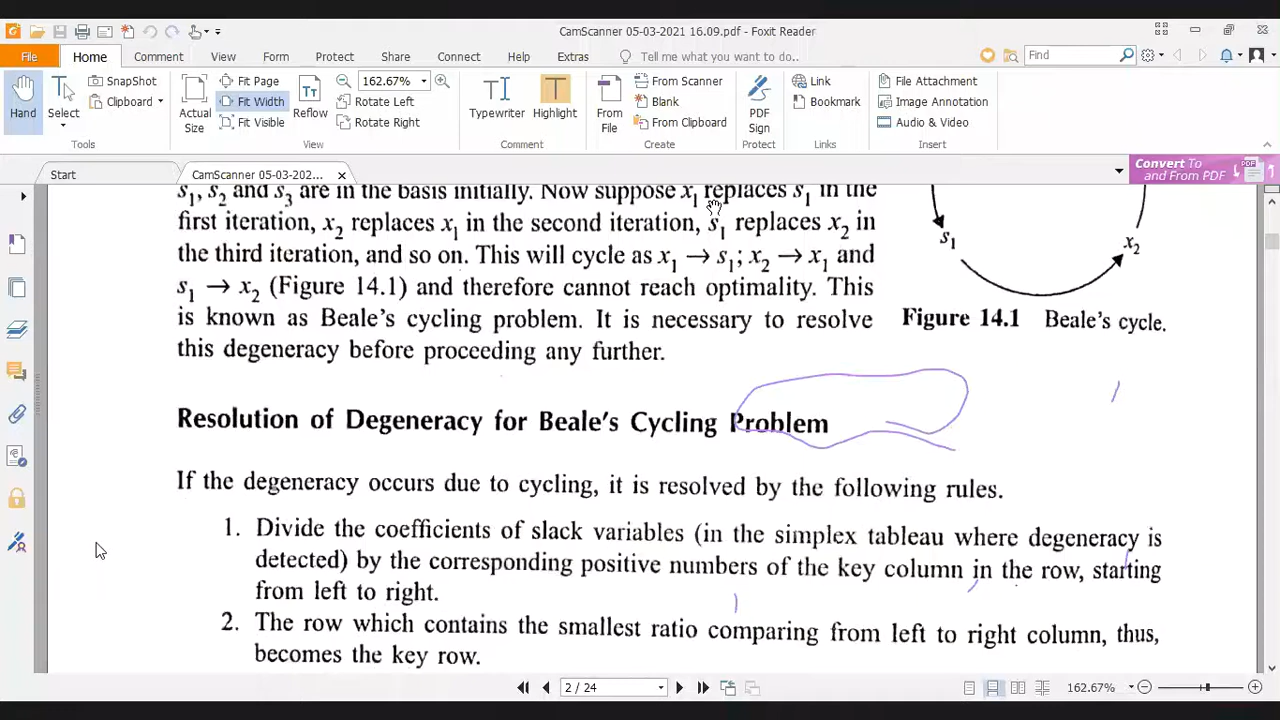 CamScanner 05-03-2021 16.09.pdf - Foxit Reader
File Home Comment View Form Protect Share Connect Help Extras Tell me what you want to do.. Find
Hand Select SnapShot Clipboard Actual Size Fit Page Fit Width Fit Visible Reflow 162.67% Rotate Left Rotate Right Typewriter Highlight From File From Scanner Blank From Clipboard PDF Sign Link Bookmark File Attachment Image Annotation Audio & Video
Tools View Comment Create Protect Links Insert
Start CamScanner 05-03-202... Convert To and From PDF
s1, s2 and s3 are in the basis initially. Now suppose x1 replaces s1 in the
first iteration, x2 replaces x1 in the second iteration, s1 replaces x2 in
the third iteration, and so on. This will cycle as x1 → s1; x2 → x1 and
s1 → x2 (Figure 14.1) and therefore cannot reach optimality. This
is known as Beale's cycling problem. It is necessary to resolve
this degeneracy before proceeding any further.
s1
x2
Figure 14.1 Beale's cycle.
Resolution of Degeneracy for Beale's Cycling Problem
If the degeneracy occurs due to cycling, it is resolved by the following rules.
1. Divide the coefficients of slack variables (in the simplex tableau where degeneracy is
detected) by the corresponding positive numbers of the key column in the row, starting
from left to right.
2. The row which contains the smallest ratio comparing from left to right column, thus,
becomes the key row.
2 / 24 162.67%